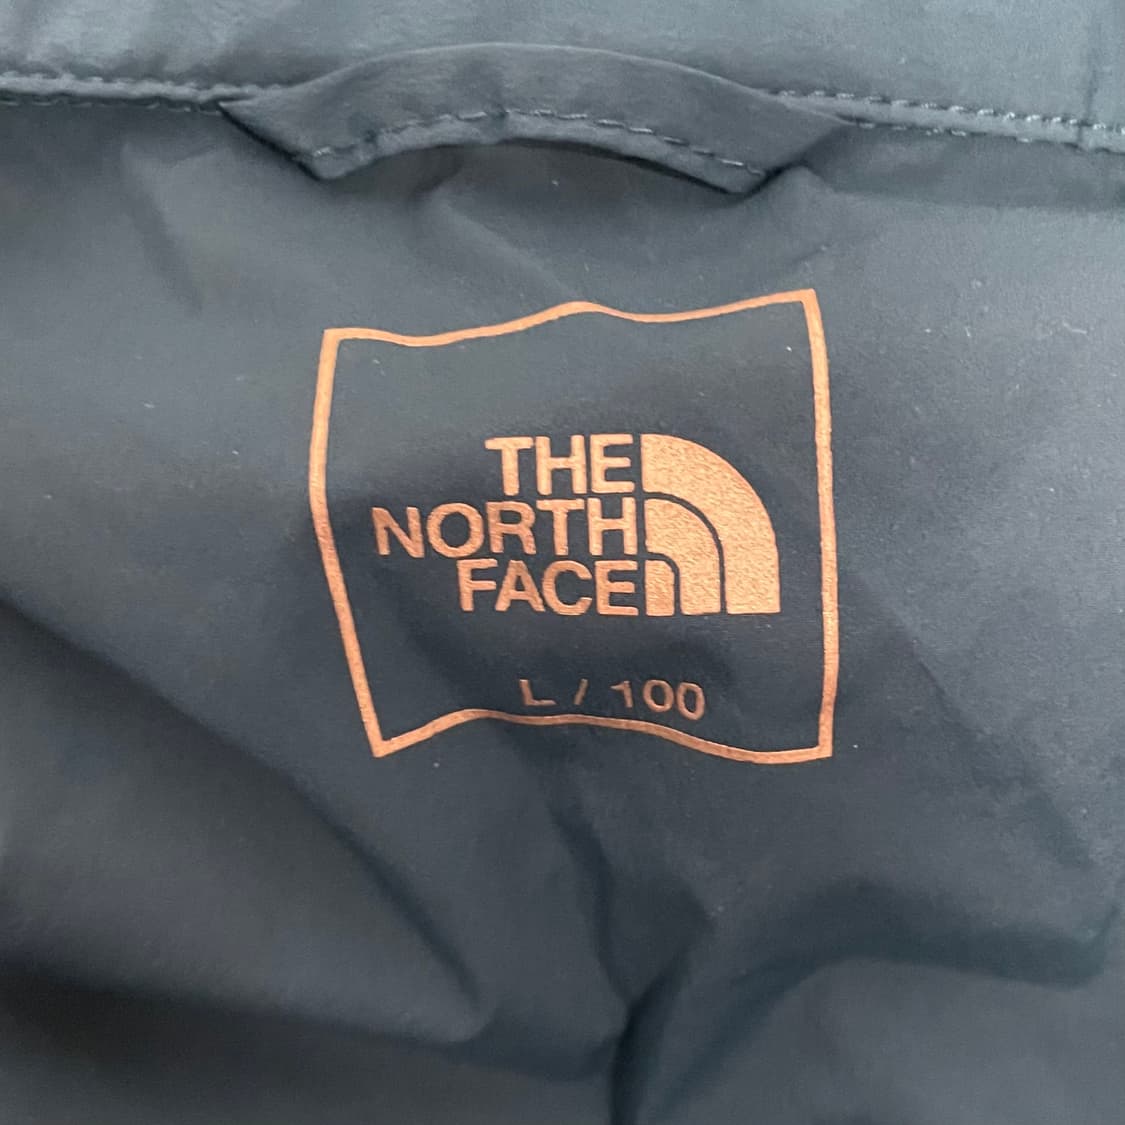 THE
NORTH
FACE
L / 100